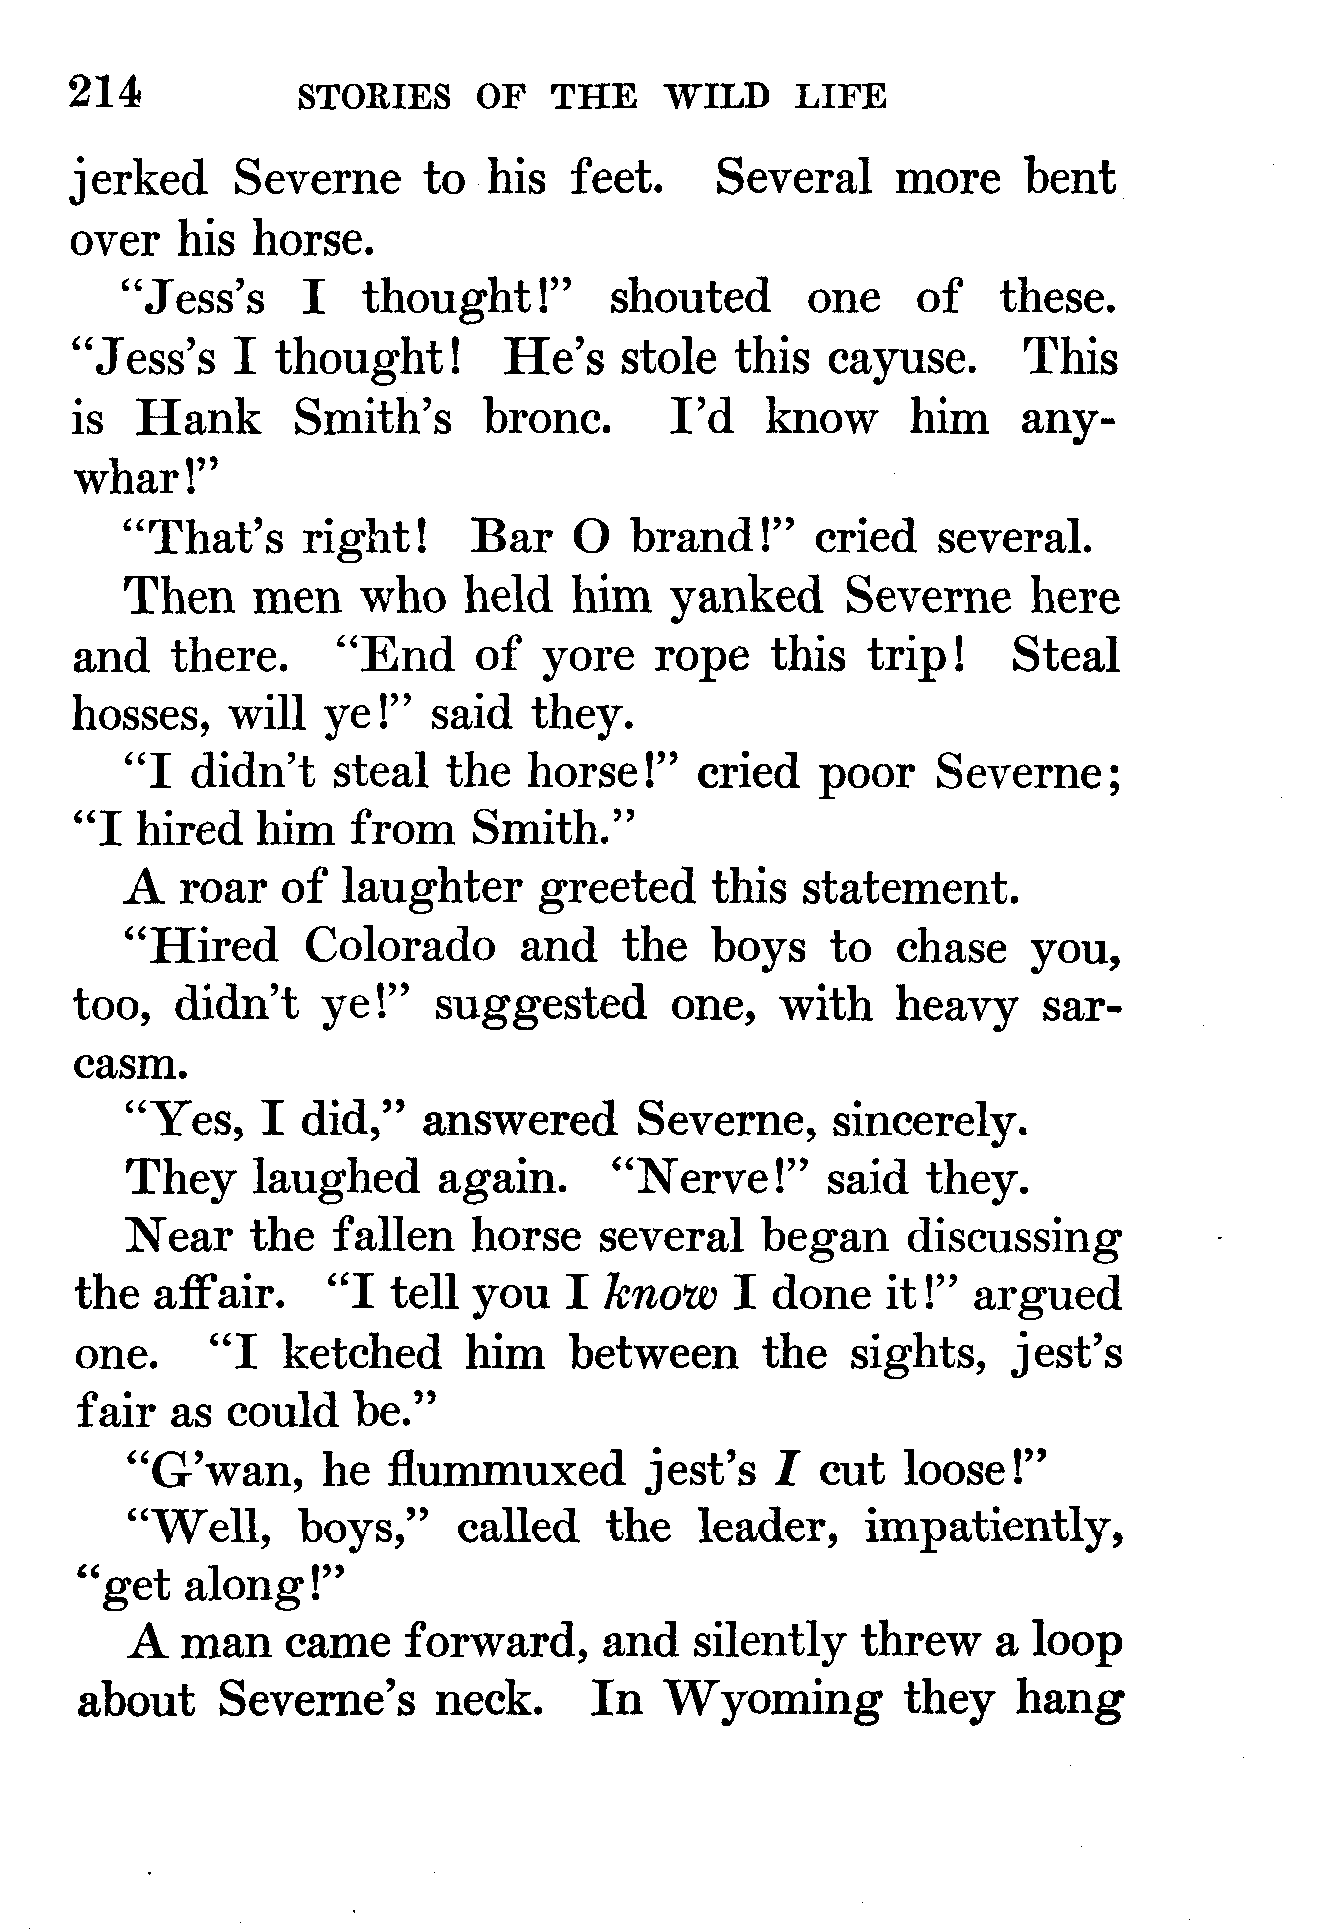 214 STORIES OF THE WILD LIFE
jerked Severne to his feet. Several more bent
over his horse.
“Jess’s I thought!” shouted one of these.
“Jess’s I thought! He’s stole this cayuse. This
is Hank Smith’s bronc. I’d know him any-
whar!”
“That’s right! Bar O brand!” cried several.
Then men who held him yanked Severne here
and there. “End of yore rope this trip! Steal
hosses, will ye!” said they.
“I didn’t steal the horse!” cried poor Severne;
“I hired him from Smith.”
A roar of laughter greeted this statement.
“Hired Colorado and the boys to chase you,
too, didn’t ye!” suggested one, with heavy sar-
casm.
“Yes, I did,” answered Severne, sincerely.
They laughed again. “Nerve!” said they.
Near the fallen horse several began discussing
the affair. “I tell you I know I done it!” argued
one. “I ketched him between the sights, jest’s
fair as could be.”
“G’wan, he flummuxed jest’s I cut loose!”
“Well, boys,” called the leader, impatiently,
“get along!”
A man came forward, and silently threw a loop
about Severne’s neck. In Wyoming they hang